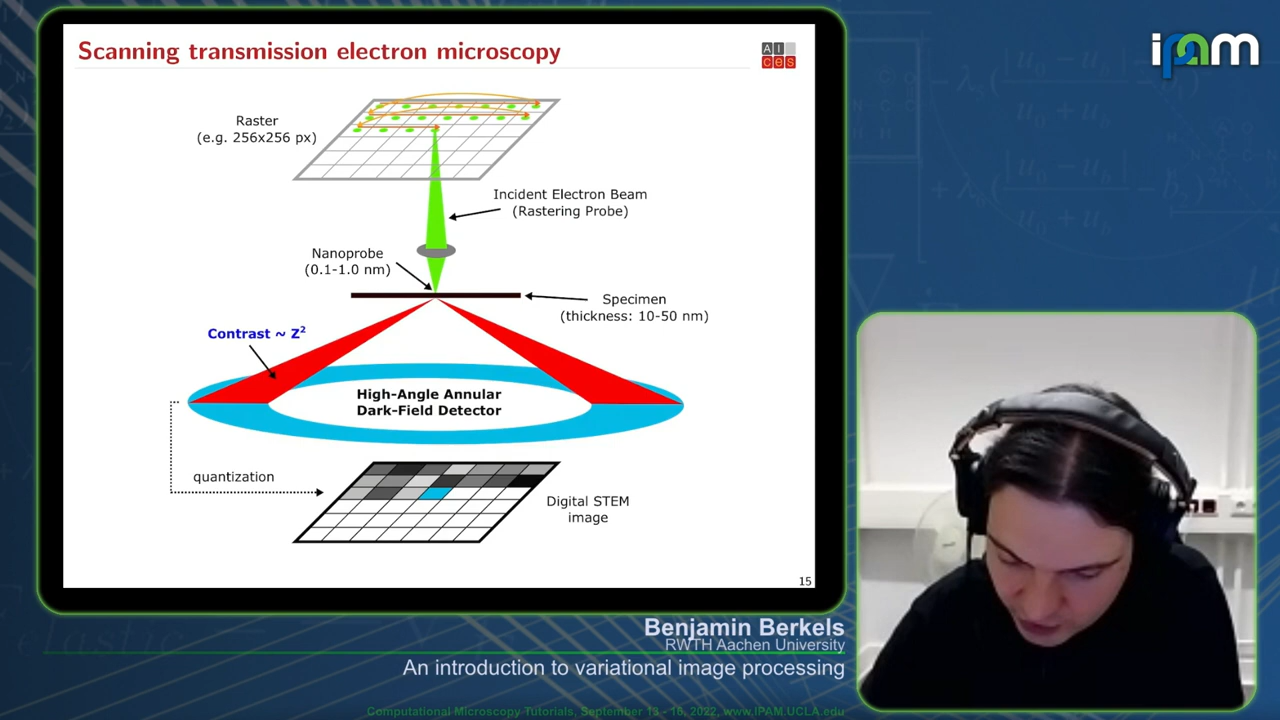 Scanning transmission electron microscopy
AI
ces
ipam
Raster
(e.g. 256x256 px)
Incident Electron Beam
(Rastering Probe)
Nanoprobe
(0.1-1.0 nm)
Specimen
(thickness: 10-50 nm)
Contrast ~ Z²
High-Angle Annular
Dark-Field Detector
quantization
Digital STEM
image
15
Benjamin Berkels
RWTH Aachen University
An introduction to variational image processing
Computational Microscopy Tutorials, September 13 - 16, 2022, www.IPAM.UCLA.edu
elastic